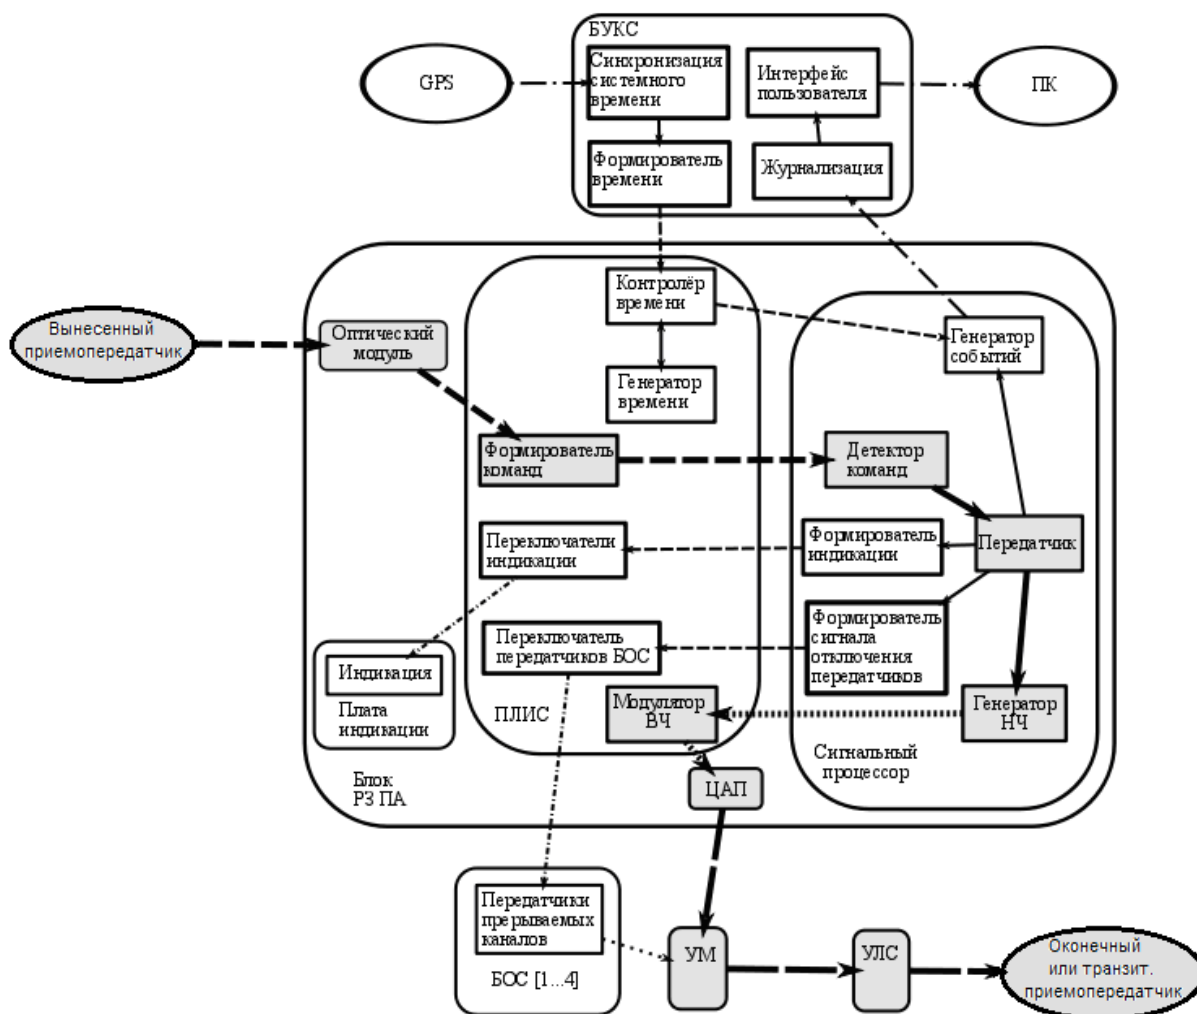 БУКС
Синхронизация
системного
времени
Интерфейс
пользователя
GPS
ПК
Формирователь
времени
Журнализация
Контролёр
времени
Вынесенный
приемопередатчик
Оптический
модуль
Генератор
событий
Генератор
времени
Формирователь
команд
Детектор
команд
Переключатели
индикации
Формирователь
индикации
Передатчик
Переключатель
передатчиков БОС
Формирователь
сигнала
отключения
передатчиков
Индикация
Плата
индикации
ПЛИС
Модулятор
ВЧ
Генератор
НЧ
Сигнальный
процессор
Блок
РЗ ПА
ЦАП
Передатчики
прерываемых
каналов
БОС [1...4]
УМ
УЛС
Оконечный
или транзит.
приемопередатчик